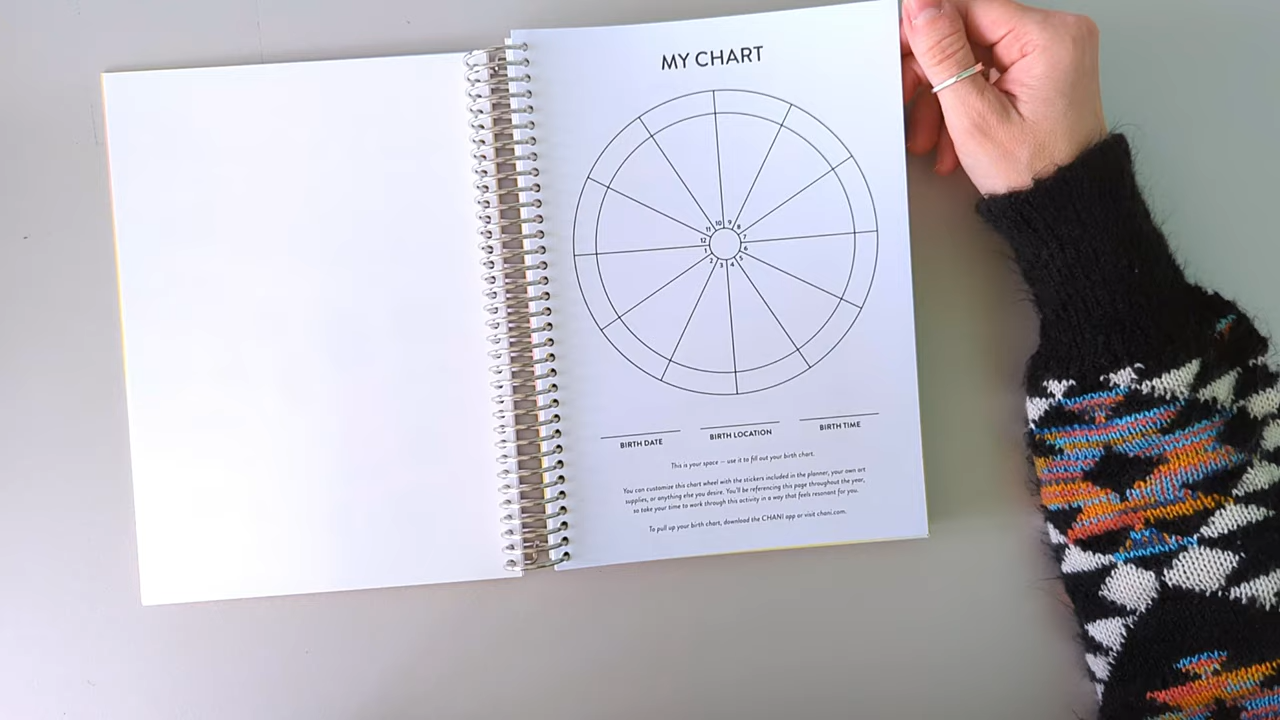 MY CHART
10 9
11 8
12 7
1 6
2 5
3 4
BIRTH DATE
BIRTH LOCATION
BIRTH TIME
This is your space — use it to fill out your birth chart.
You can customize this chart wheel with the stickers included in the planner, your own art
supplies, or anything else you desire. You'll be referencing this page throughout the year,
so take your time to work through this activity in a way that feels resonant for you.
To pull up your birth chart, download the CHANI app or visit chani.com.